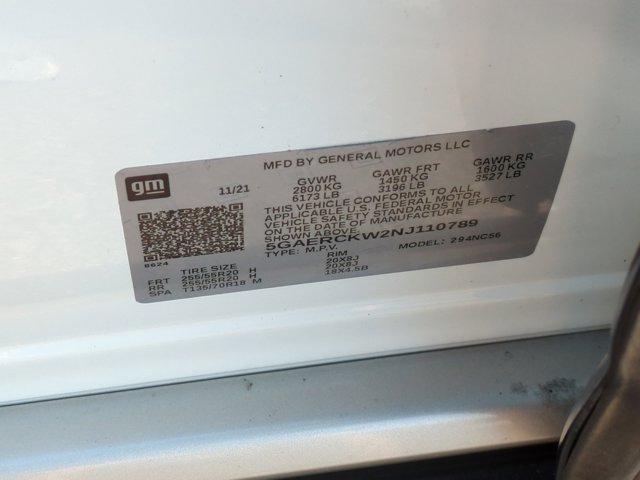 gm
MFD BY GENERAL MOTORS LLC
11/21 GVWR GAWR FRT GAWR RR
2800 KG 1450 KG 1600 KG
6173 LB 3196 LB 3527 LB
THIS VEHICLE CONFORMS TO ALL
APPLICABLE U.S. FEDERAL MOTOR
VEHICLE SAFETY STANDARDS IN EFFECT
ON THE DATE OF MANUFACTURE
5GAERCKW2NJ110789
TYPE: M.P.V. MODEL: 294NC56
6624
TIRE SIZE RIM
FRT 255/55R20 H 20X8J
RR 255/55R20 H 20X8J
SPA T135/70R18 M 18X4.5B